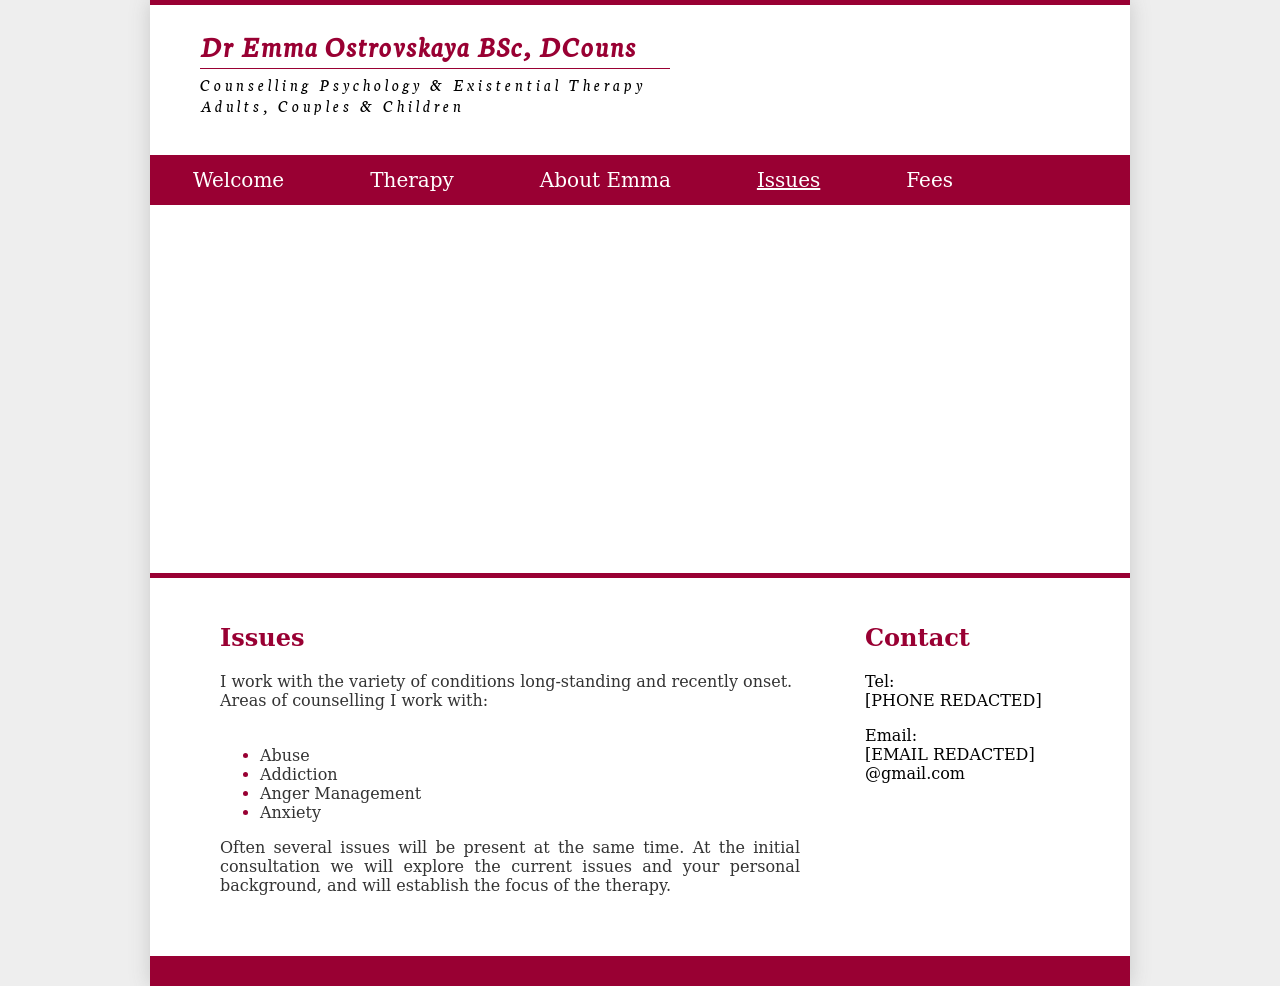 Dr Emma Ostrovskaya BSc, DCouns
Counselling Psychology & Existential Therapy
Adults, Couples & Children
Welcome
Therapy
About Emma
Issues
Fees
Issues
I work with the variety of conditions long-standing and recently onset.
Areas of counselling I work with:
Abuse
Addiction
Anger Management
Anxiety
Often several issues will be present at the same time. At the initial
consultation we will explore the current issues and your personal
background, and will establish the focus of the therapy.
Contact
Tel:
[PHONE REDACTED]
Email:
[EMAIL REDACTED]
@gmail.com